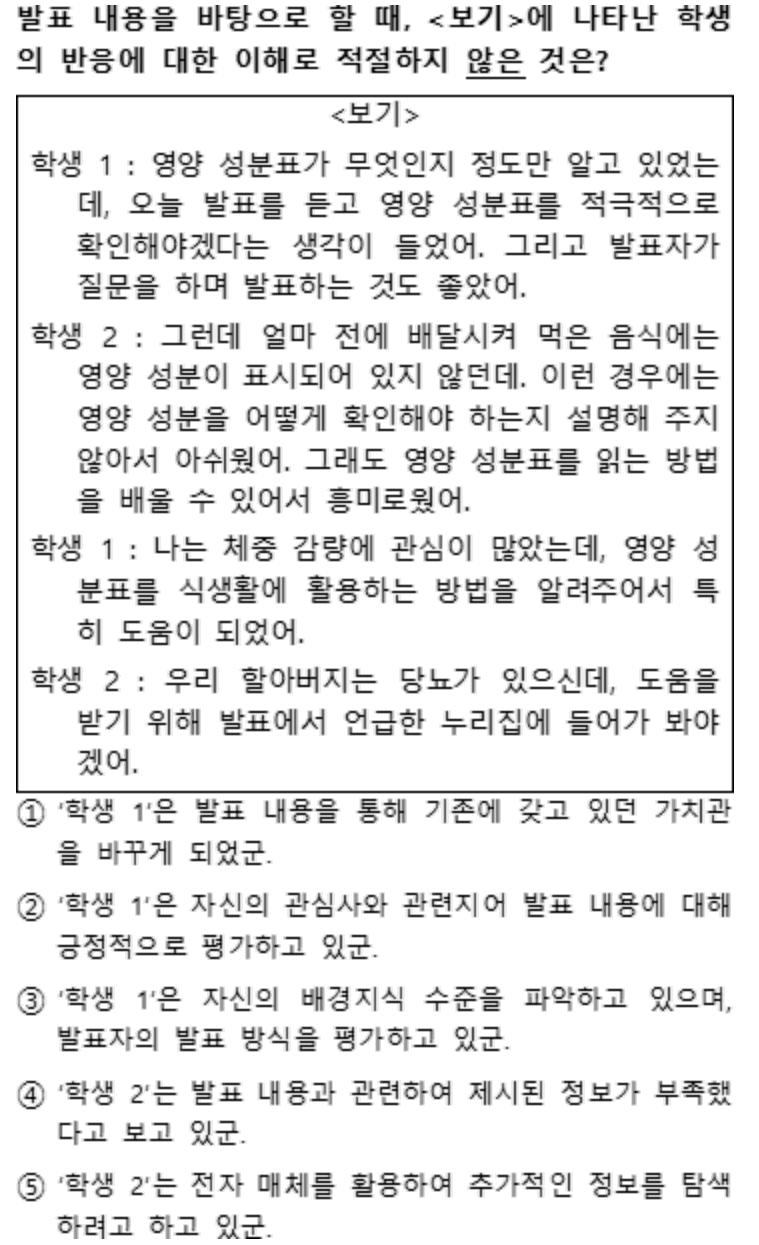 발표 내용을 바탕으로 할 때, <보기>에 나타난 학생
의 반응에 대한 이해로 적절하지 않은 것은?
<보기>
학생 1 : 영양 성분표가 무엇인지 정도만 알고 있었는
데, 오늘 발표를 듣고 영양 성분표를 적극적으로
확인해야겠다는 생각이 들었어. 그리고 발표자가
질문을 하며 발표하는 것도 좋았어.
학생 2 : 그런데 얼마 전에 배달시켜 먹은 음식에는
영양 성분이 표시되어 있지 않던데. 이런 경우에는
영양 성분을 어떻게 확인해야 하는지 설명해 주지
않아서 아쉬웠어. 그래도 영양 성분표를 읽는 방법
을 배울 수 있어서 흥미로웠어.
학생 1 : 나는 체중 감량에 관심이 많았는데, 영양 성
분표를 식생활에 활용하는 방법을 알려주어서 특
히 도움이 되었어.
학생 2 : 우리 할아버지는 당뇨가 있으신데, 도움을
받기 위해 발표에서 언급한 누리집에 들어가 봐야
겠어.
① ‘학생 1’은 발표 내용을 통해 기존에 갖고 있던 가치관
을 바꾸게 되었군.
② ‘학생 1’은 자신의 관심사와 관련지어 발표 내용에 대해
긍정적으로 평가하고 있군.
③ ‘학생 1’은 자신의 배경지식 수준을 파악하고 있으며,
발표자의 발표 방식을 평가하고 있군.
④ ‘학생 2’는 발표 내용과 관련하여 제시된 정보가 부족했
다고 보고 있군.
⑤ ‘학생 2’는 전자 매체를 활용하여 추가적인 정보를 탐색
하려고 하고 있군.